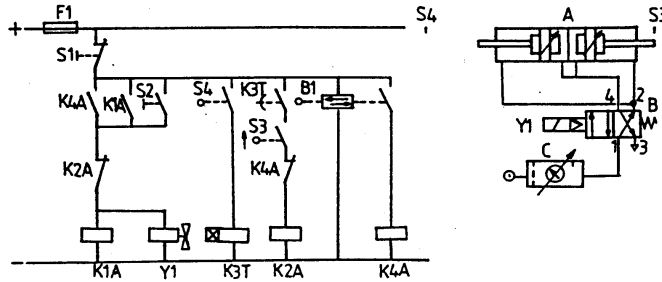 F1 S4 A S3
+
S1
K4A K1A S2 S4 K3T B1
4 2 B
Y1
S3
1 3
C
K2A K4A
K1A Y1 K3T K2A K4A
-